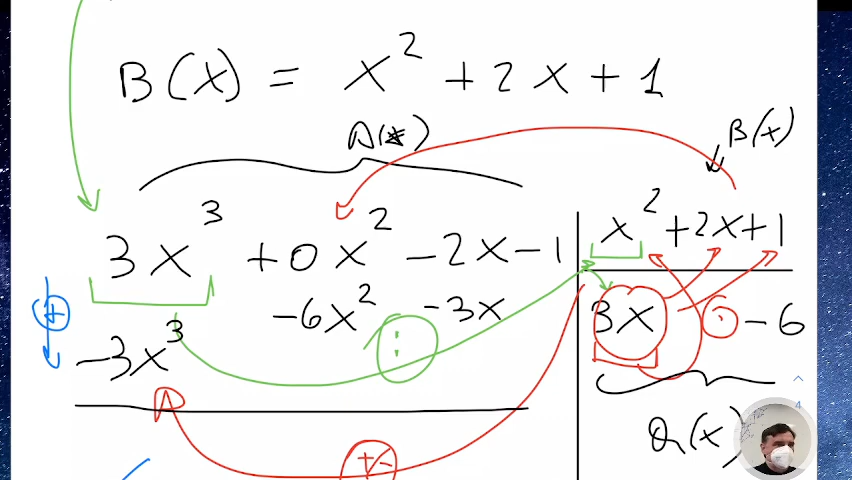 B(x) = x² + 2x + 1
A(x)
B(x)
3x³ + 0x² - 2x - 1
x² + 2x + 1
-6x² -3x
3x - 6
+
:
·
-3x³
Q(x)
+/-